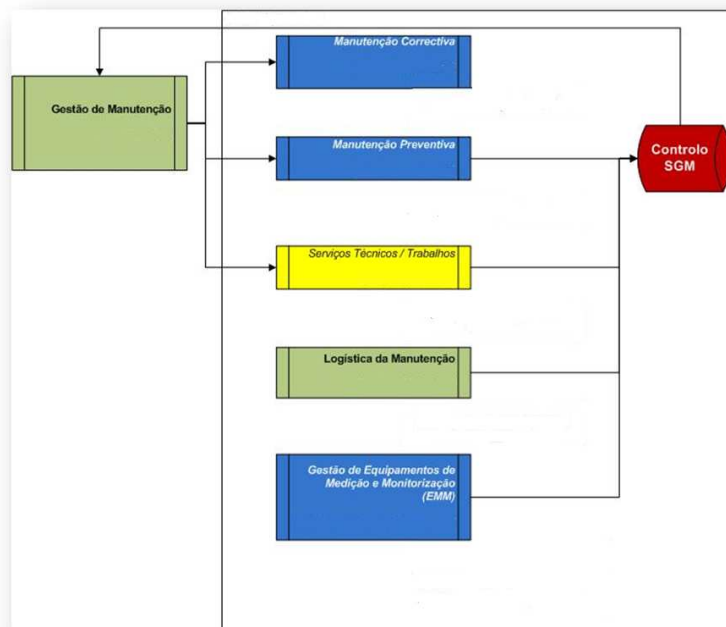 Manutenção Correctiva
Gestão de Manutenção
Manutenção Preventiva
Controlo
SGM
Serviços Técnicos / Trabalhos
Logística da Manutenção
Gestão de Equipamentos de
Medição e Monitorização
(EMM)